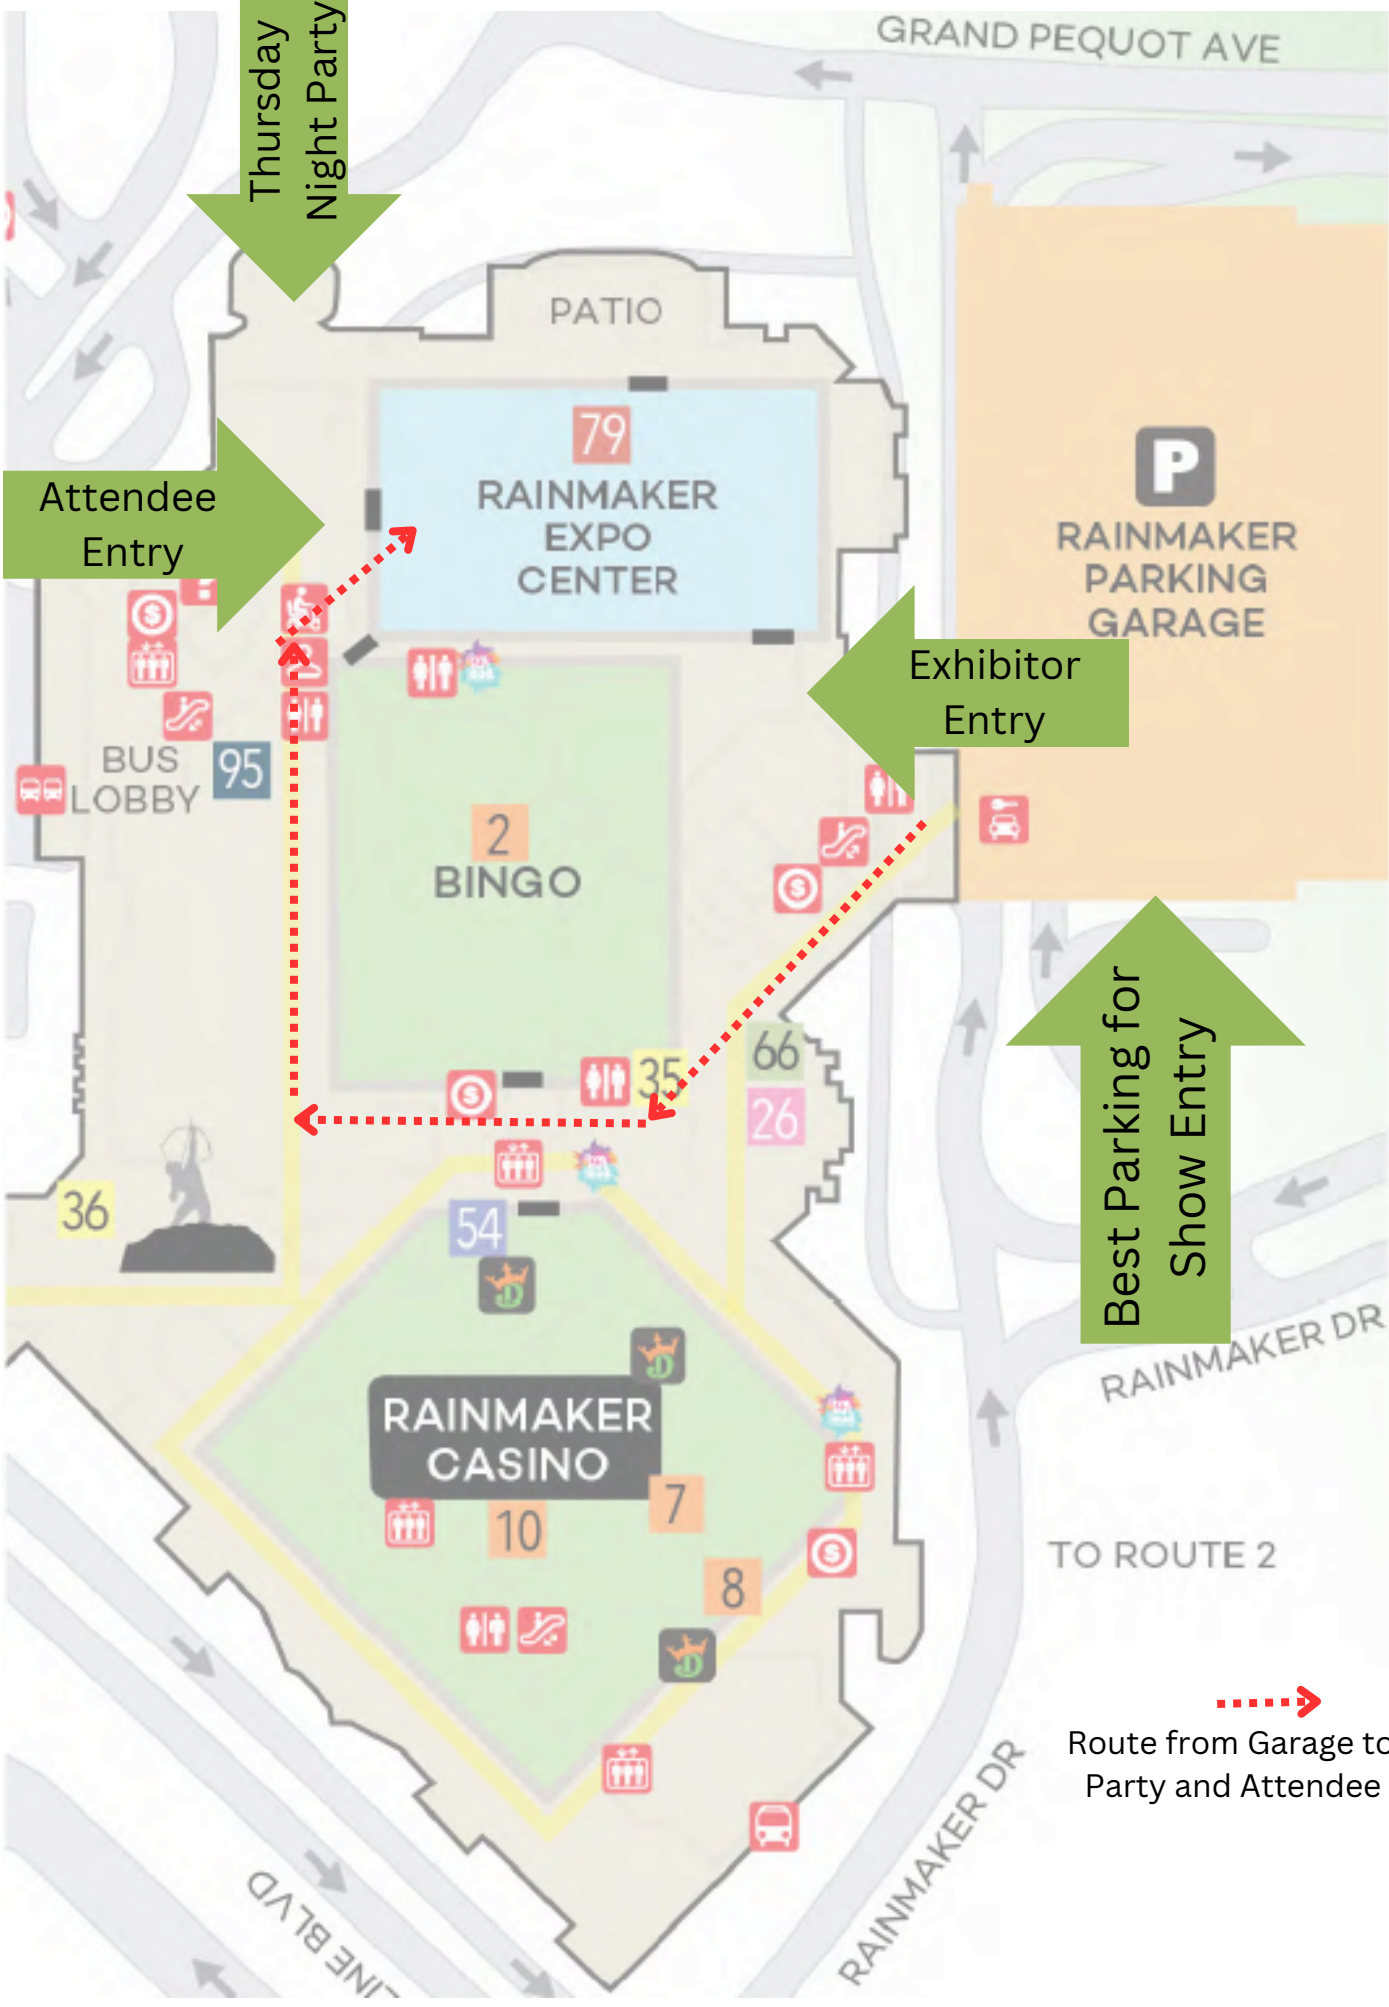 GRAND PEQUOT AVE
Thursday
Night Party
PATIO
79
RAINMAKER
EXPO
CENTER
P
RAINMAKER
PARKING
GARAGE
Attendee
Entry
Exhibitor
Entry
BUS
LOBBY
95
2
BINGO
35
66
26
36
54
Best Parking for
Show Entry
RAINMAKER DR
RAINMAKER
CASINO
10
7
8
TO ROUTE 2
Route from Garage to
Party and Attendee
RAINMAKER DR
LINE BLVD